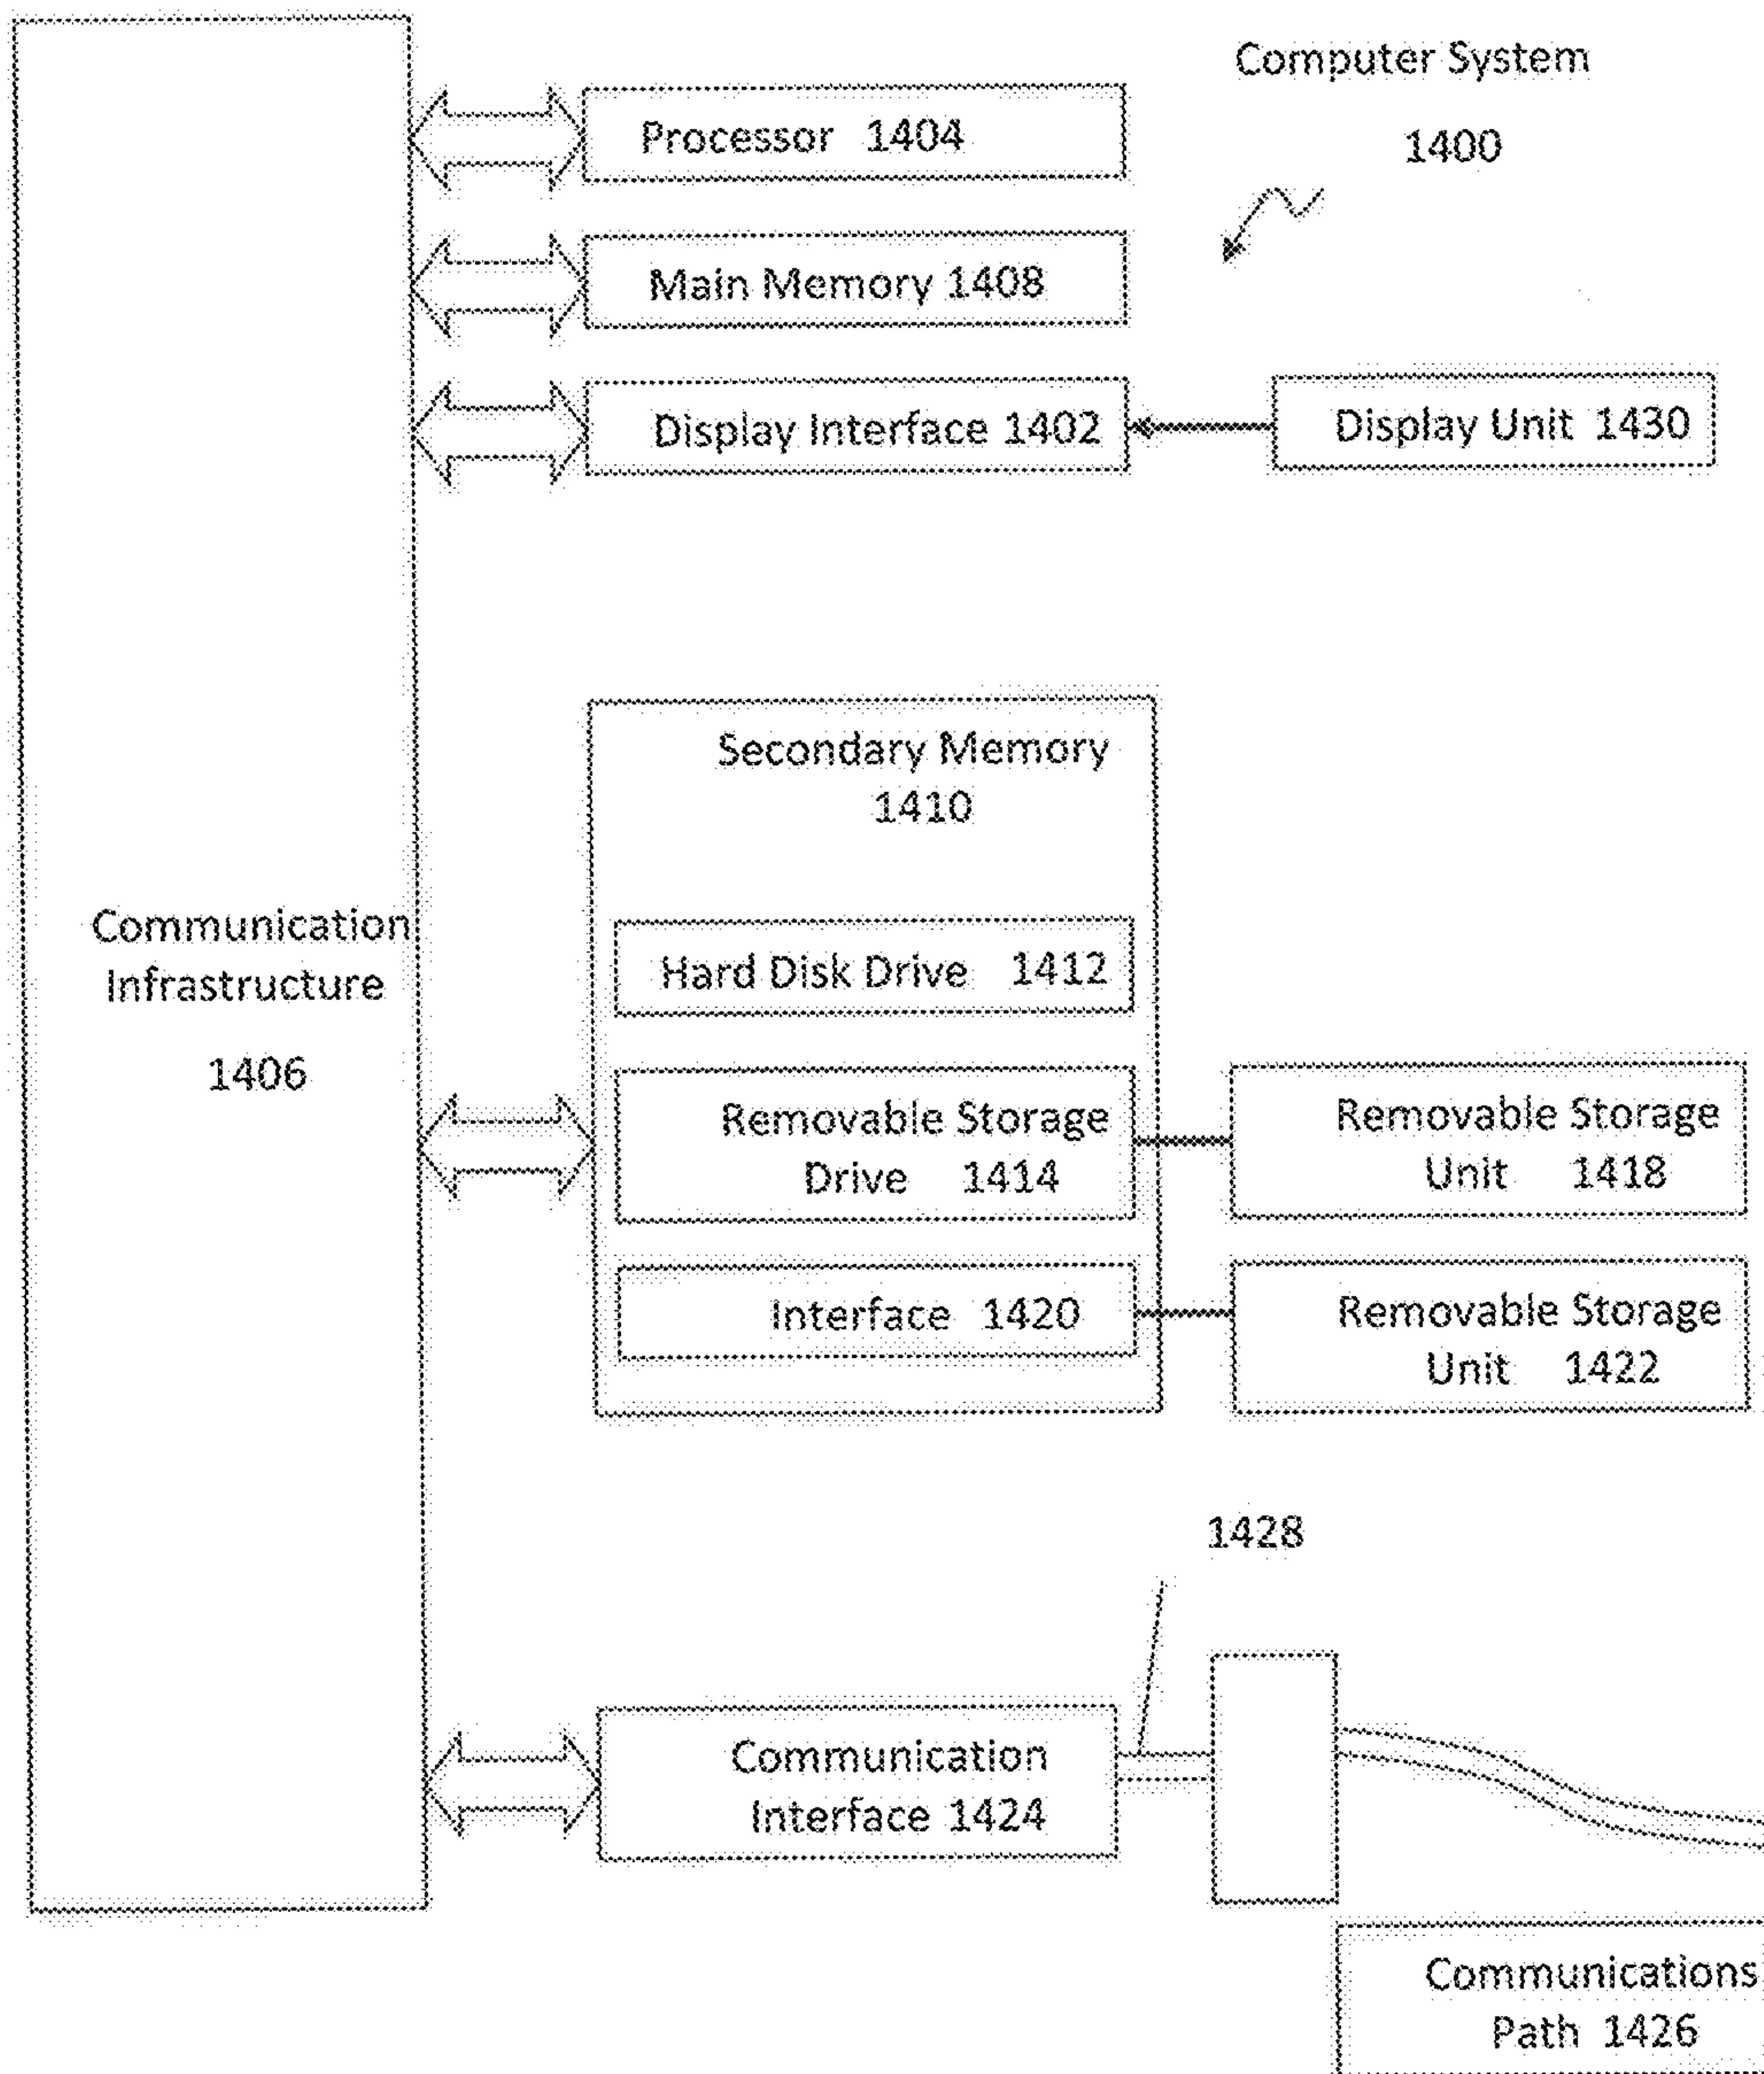 Computer System
1400
Processor 1404
Main Memory 1408
Display Interface 1402
Display Unit 1430
Secondary Memory
1410
Communication
Infrastructure
1406
Hard Disk Drive 1412
Removable Storage
Drive 1414
Removable Storage
Unit 1418
Interface 1420
Removable Storage
Unit 1422
1428
Communication
Interface 1424
Communications
Path 1426